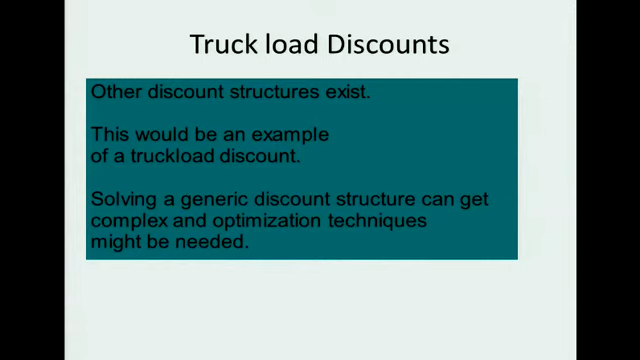 Truck load Discounts
Other discount structures exist.
This would be an example
of a truckload discount.
Solving a generic discount structure can get
complex and optimization techniques
might be needed.